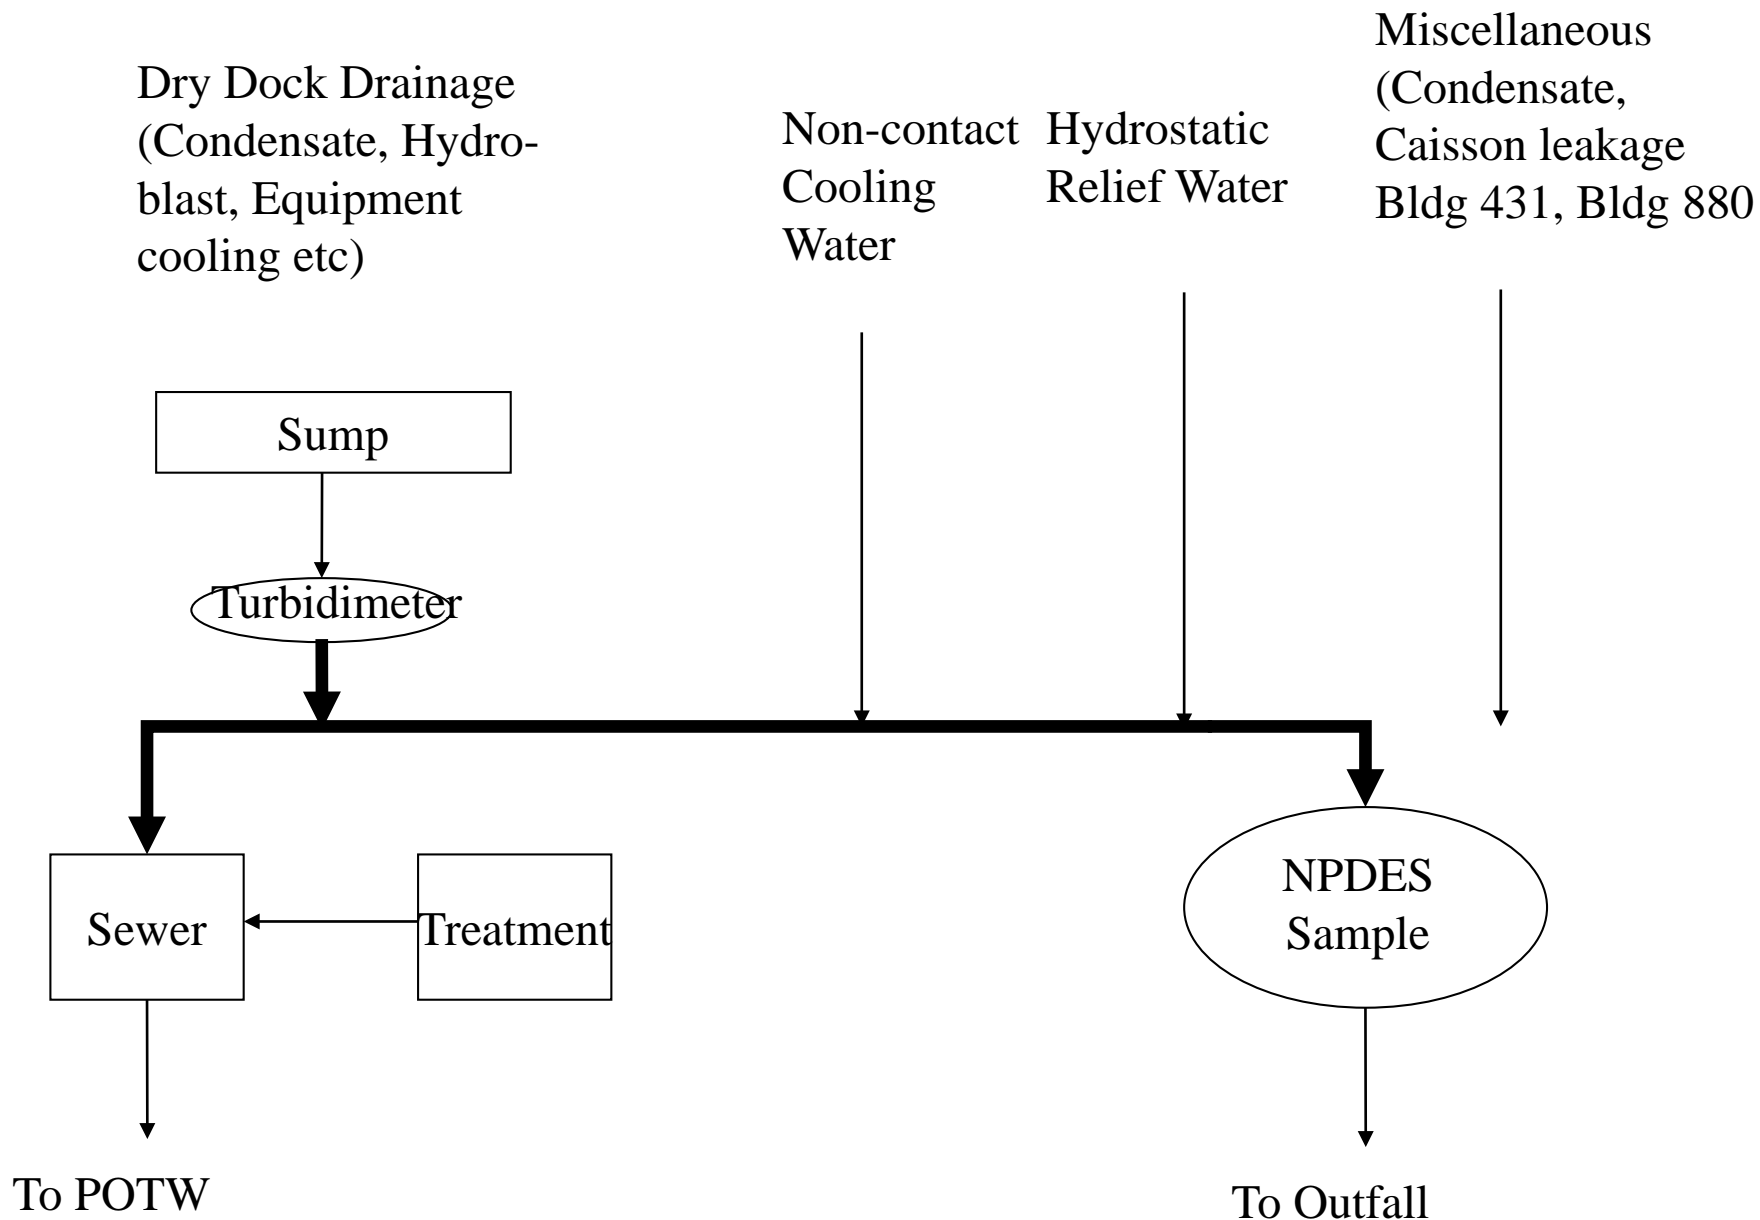 Dry Dock Drainage
(Condensate, Hydro-
blast, Equipment
cooling etc)
Non-contact
Cooling
Water
Hydrostatic
Relief Water
Miscellaneous
(Condensate,
Caisson leakage
Bldg 431, Bldg 880
Sump
Turbidimeter
Sewer
Treatment
NPDES
Sample
To POTW
To Outfall